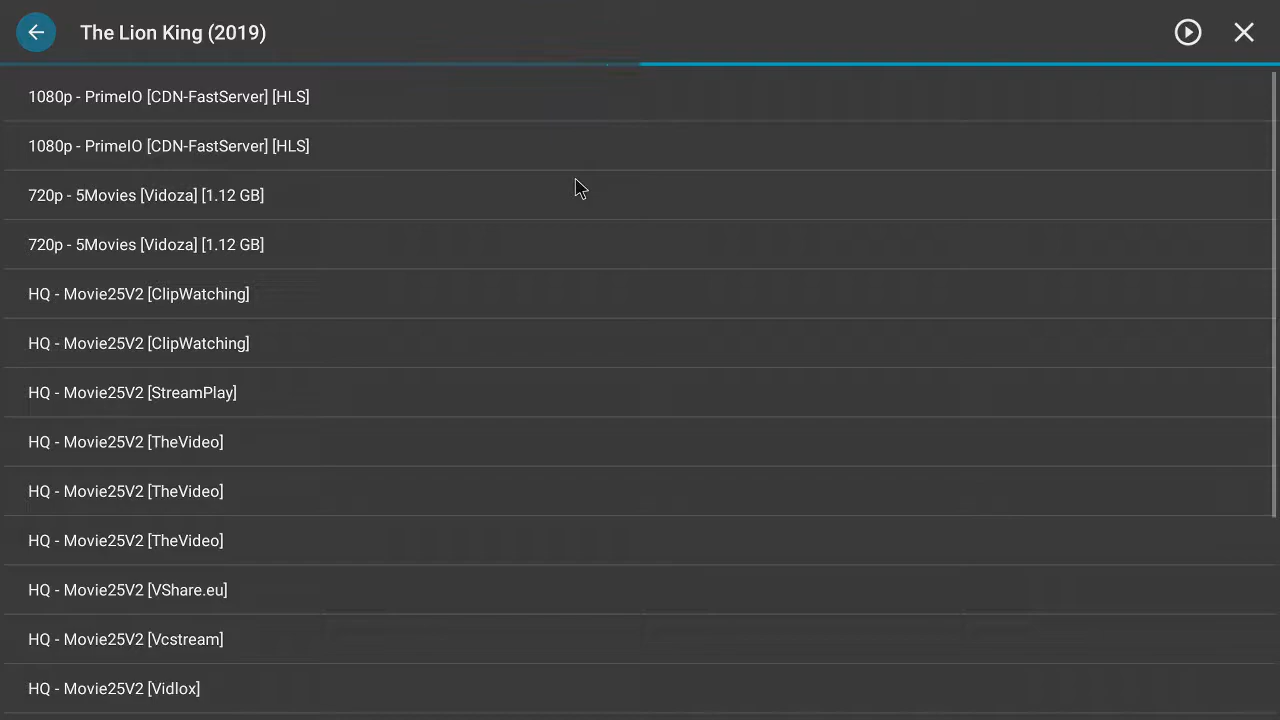 The Lion King (2019)
1080p - PrimeIO [CDN-FastServer] [HLS]
1080p - PrimeIO [CDN-FastServer] [HLS]
720p - 5Movies [Vidoza] [1.12 GB]
720p - 5Movies [Vidoza] [1.12 GB]
HQ - Movie25V2 [ClipWatching]
HQ - Movie25V2 [ClipWatching]
HQ - Movie25V2 [StreamPlay]
HQ - Movie25V2 [TheVideo]
HQ - Movie25V2 [TheVideo]
HQ - Movie25V2 [TheVideo]
HQ - Movie25V2 [VShare.eu]
HQ - Movie25V2 [Vcstream]
HQ - Movie25V2 [Vidlox]